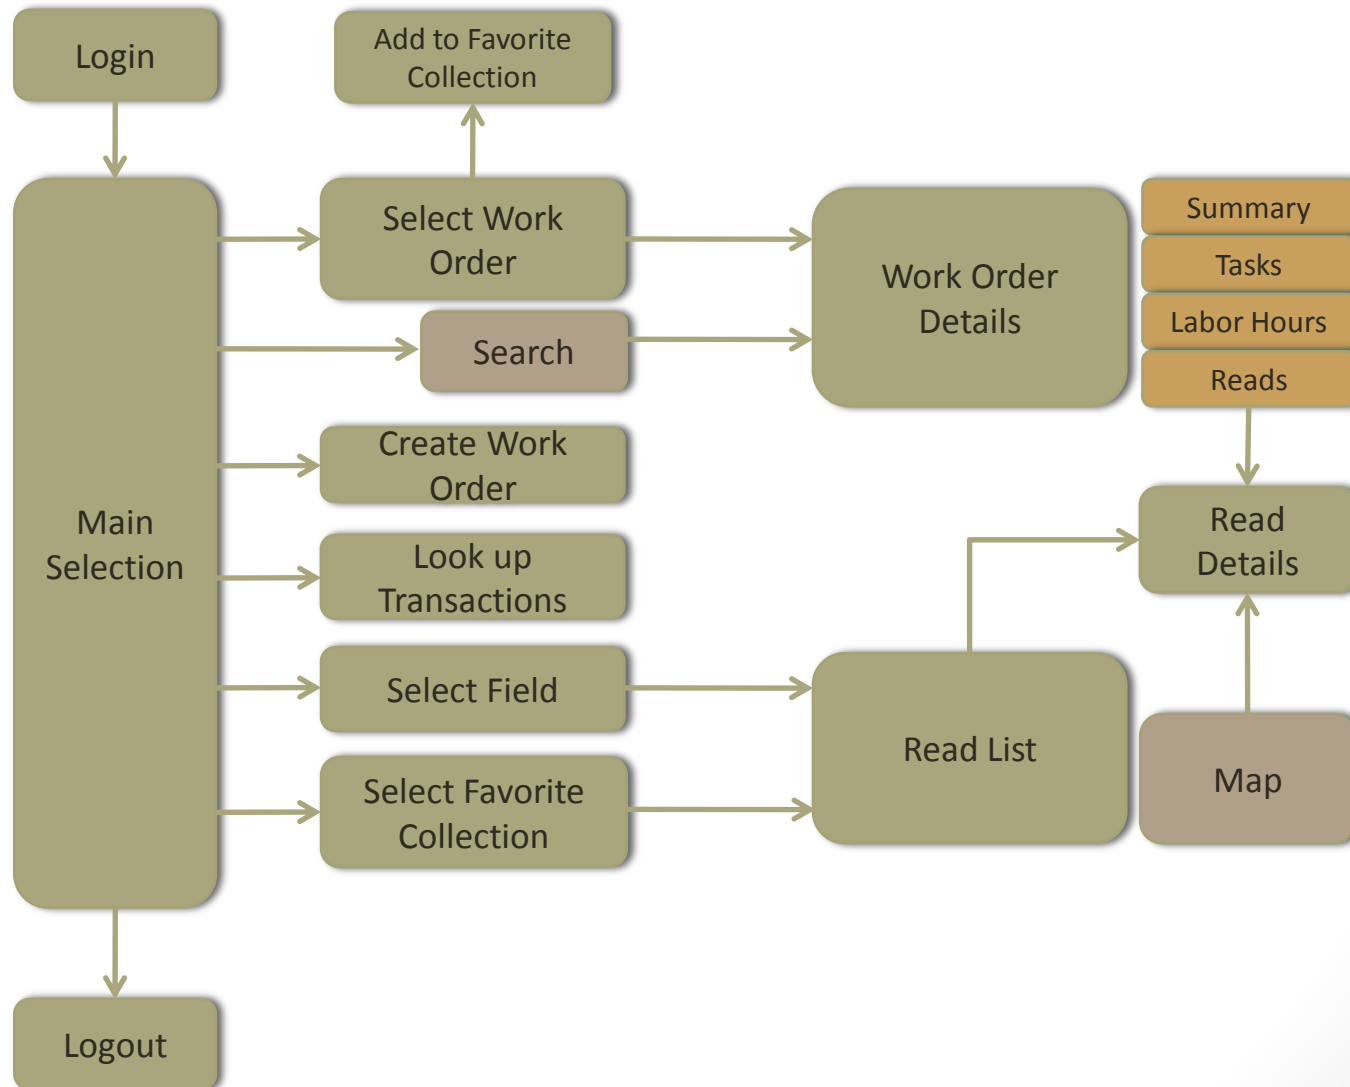 Login
Add to Favorite
Collection
Main
Selection
Select Work
Order
Search
Create Work
Order
Look up
Transactions
Select Field
Select Favorite
Collection
Work Order
Details
Summary
Tasks
Labor Hours
Reads
Read
Details
Read List
Map
Logout